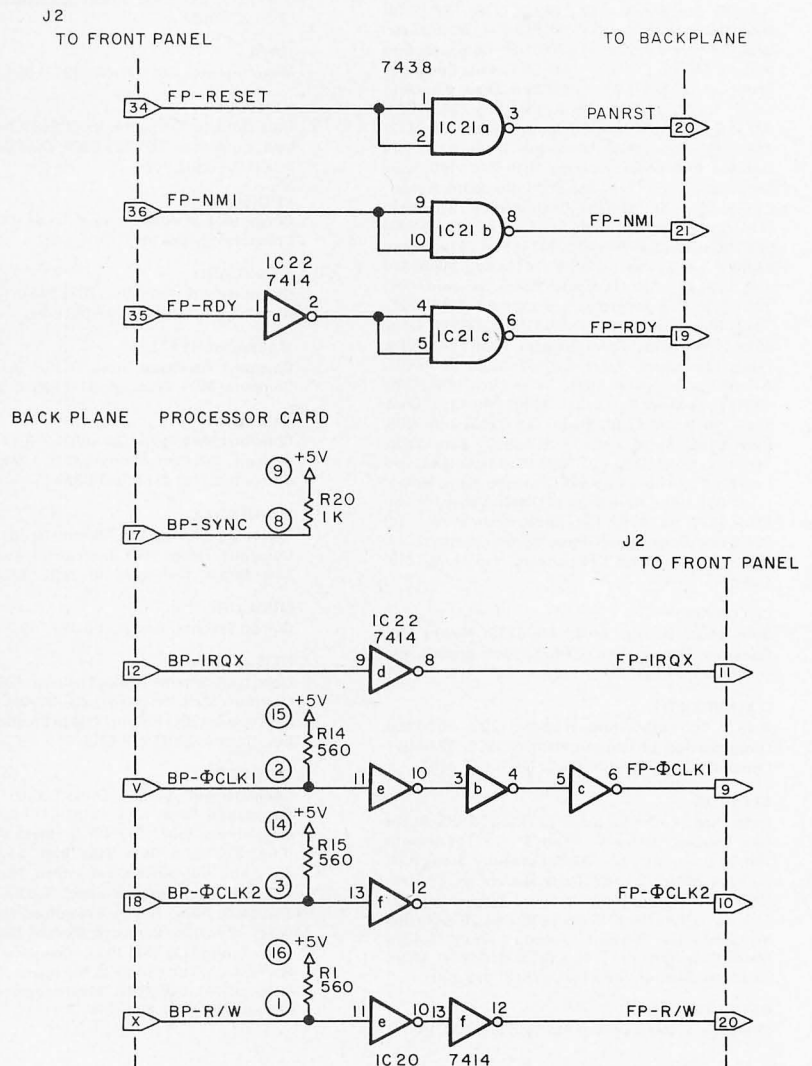 J2
TO FRONT PANEL
TO BACKPLANE
7438
34 FP-RESET 1 2 IC21a 3 PANRST 20
36 FP-NMI 9 10 IC21b 8 FP-NMI 21
IC22
7414
35 FP-RDY 1 a 2 4 5 IC21c 6 FP-RDY 19
BACK PLANE PROCESSOR CARD
9 +5V
R20
1K
17 BP-SYNC 8
J2
TO FRONT PANEL
IC22
7414
12 BP-IRQX 9 d 8 FP-IRQX 11
15 +5V
R14
560
V BP-ΦCLK1 2 11 e 10 3 b 4 5 c 6 FP-ΦCLK1 9
14 +5V
R15
560
18 BP-ΦCLK2 3 13 f 12 FP-ΦCLK2 10
16 +5V
R1
560
X BP-R/W 1 11 e 10 13 f 12 FP-R/W 20
IC20 7414